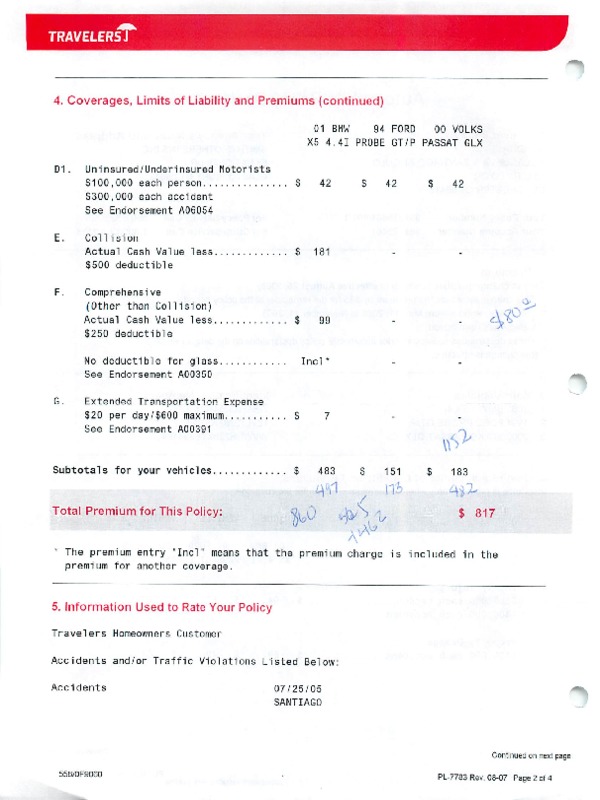 TRAVELERS
4. Coverages, Limits of Liability and Premiums (continued)
01 BMW 94 FORD 00 VOLKS
X5 4.4I PROBE GT/P PASSAT GLX
D1. Uninsured/Underinsured Motorists
$100,000 each person............... $ 42 $ 42 $ 42
$300,000 each accident
See Endorsement A06054
E. Collision
Actual Cash Value less............. $ 181 - -
$500 deductible
F. Comprehensive
(Other than Collision)
Actual Cash Value less............. $ 99 - -
$250 deductible
No deductible for glass............ Incl* - -
See Endorsement A00350
G. Extended Transportation Expense
$20 per day/$600 maximum........... $ 7 - -
See Endorsement A00391
1152
Subtotals for your vehicles............. $ 483 $ 151 $ 183
497 173 482
Total Premium for This Policy: $ 817
860
* The premium entry "Incl" means that the premium charge is included in the
premium for another coverage.
5. Information Used to Rate Your Policy
Travelers Homeowners Customer
Accidents and/or Traffic Violations Listed Below:
Accidents 07/25/05
SANTIAGO
Continued on next page
PL-7783 Rev. 08-07 Page 2 of 4